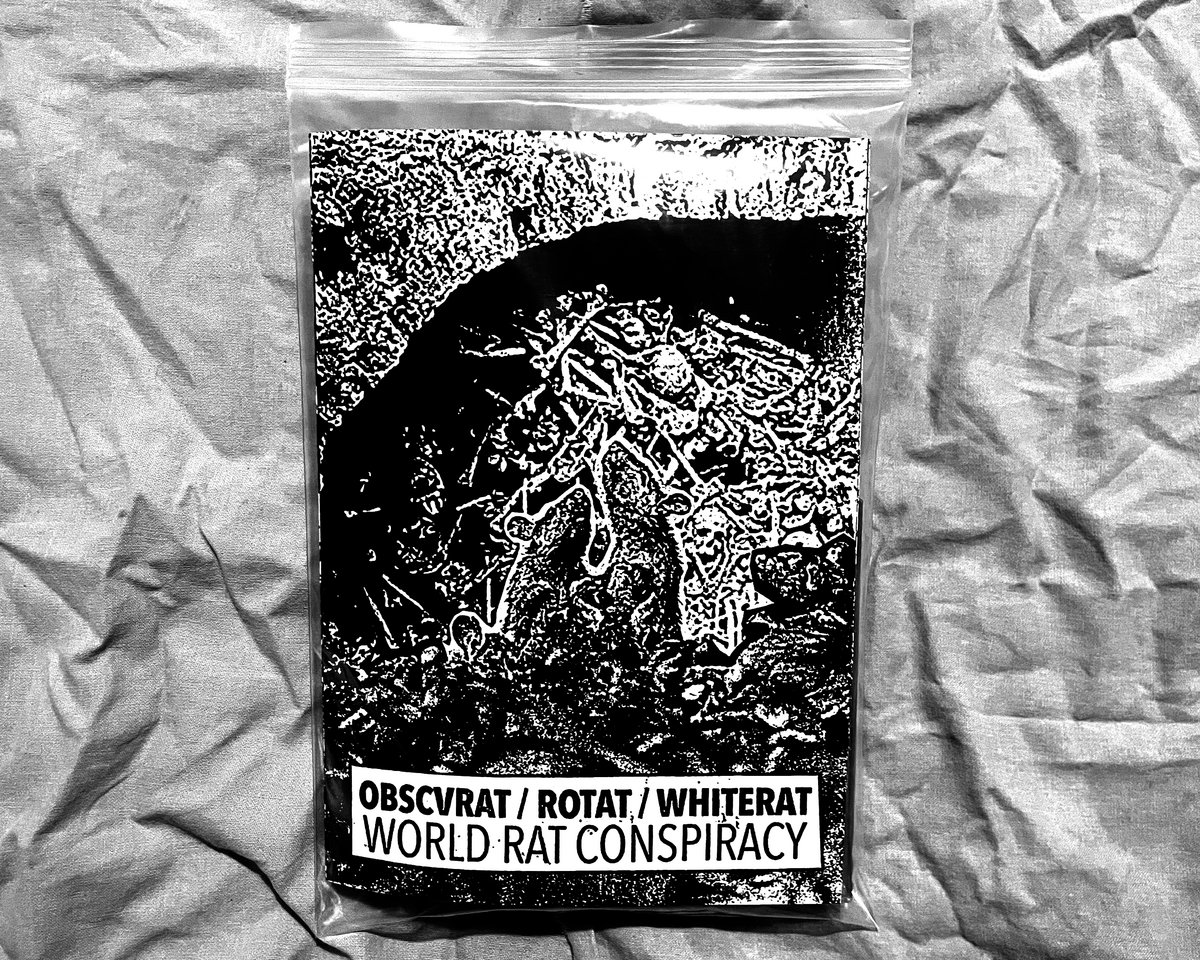 OBSCVRAT / ROTAT / WHITERAT
WORLD RAT CONSPIRACY